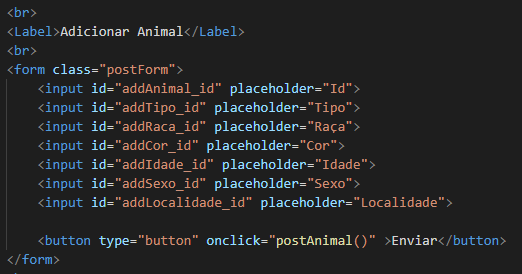 <br>
<Label>Adicionar Animal</Label>
<br>
<form class="postForm">
<input id="addAnimal_id" placeholder="Id">
<input id="addTipo_id" placeholder="Tipo">
<input id="addRaca_id" placeholder="Raça">
<input id="addCor_id" placeholder="Cor">
<input id="addIdade_id" placeholder="Idade">
<input id="addSexo_id" placeholder="Sexo">
<input id="addLocalidade_id" placeholder="Localidade">
<button type="button" onclick="postAnimal()" >Enviar</button>
</form>